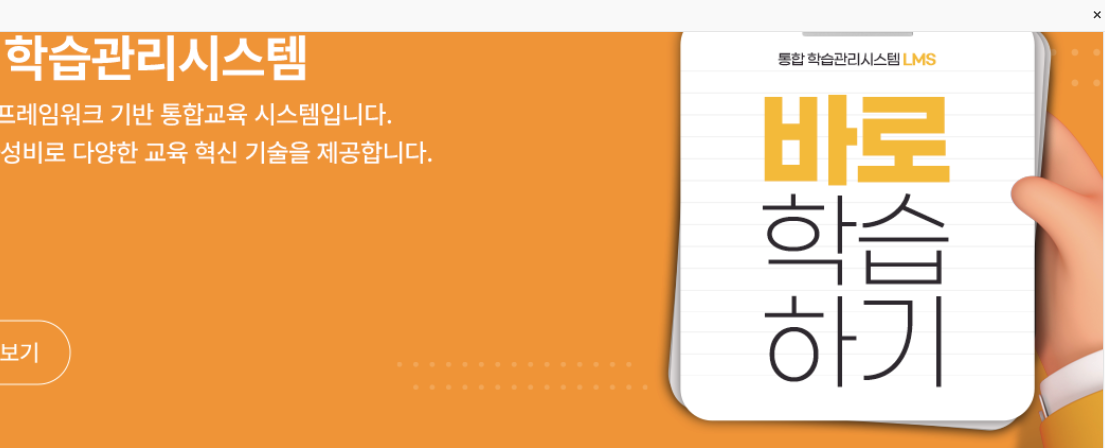 학습관리시스템
프레임워크 기반 통합교육 시스템입니다.
성비로 다양한 교육 혁신 기술을 제공합니다.
보기
통합 학습관리시스템 LMS
바로
학습
하기